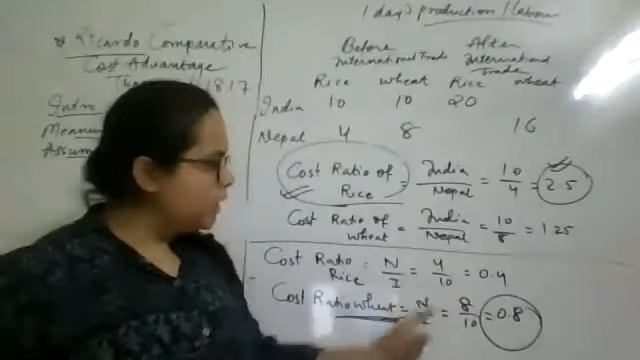 1 day's production / labour
* Ricardo Comparative
Cost Advantage
1817
Intro
Before
International Trade
After
International
Trade
Rice wheat Rice wheat
India 10 10 20
Nepal 4 8 16
Cost Ratio of
Rice = India/Nepal = 10/4 = 2.5
Cost Ratio of
wheat = India/Nepal = 10/8 = 1.25
Cost Ratio
Rice = N/I = 4/10 = 0.4
Cost Ratio wheat = N/I = 8/10 = 0.8